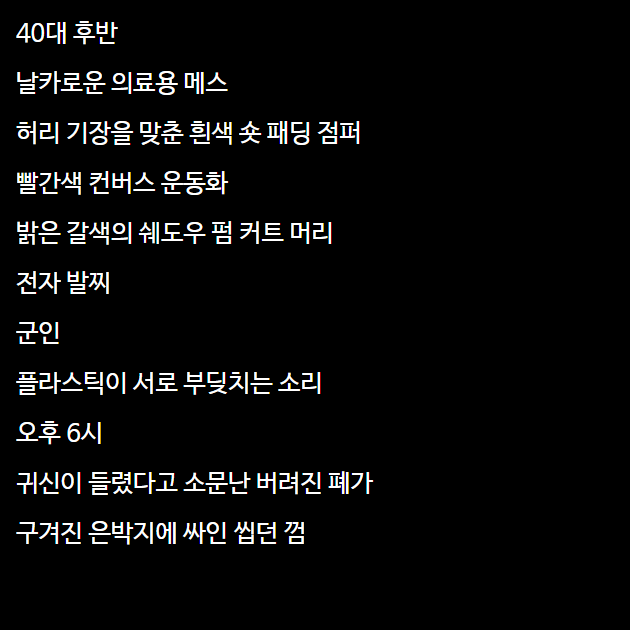 40대 후반
날카로운 의료용 메스
허리 기장을 맞춘 흰색 숏 패딩 점퍼
빨간색 컨버스 운동화
밝은 갈색의 쉐도우 펌 커트 머리
전자 발찌
군인
플라스틱이 서로 부딪치는 소리
오후 6시
귀신이 들렸다고 소문난 버려진 폐가
구겨진 은박지에 싸인 씹던 껌